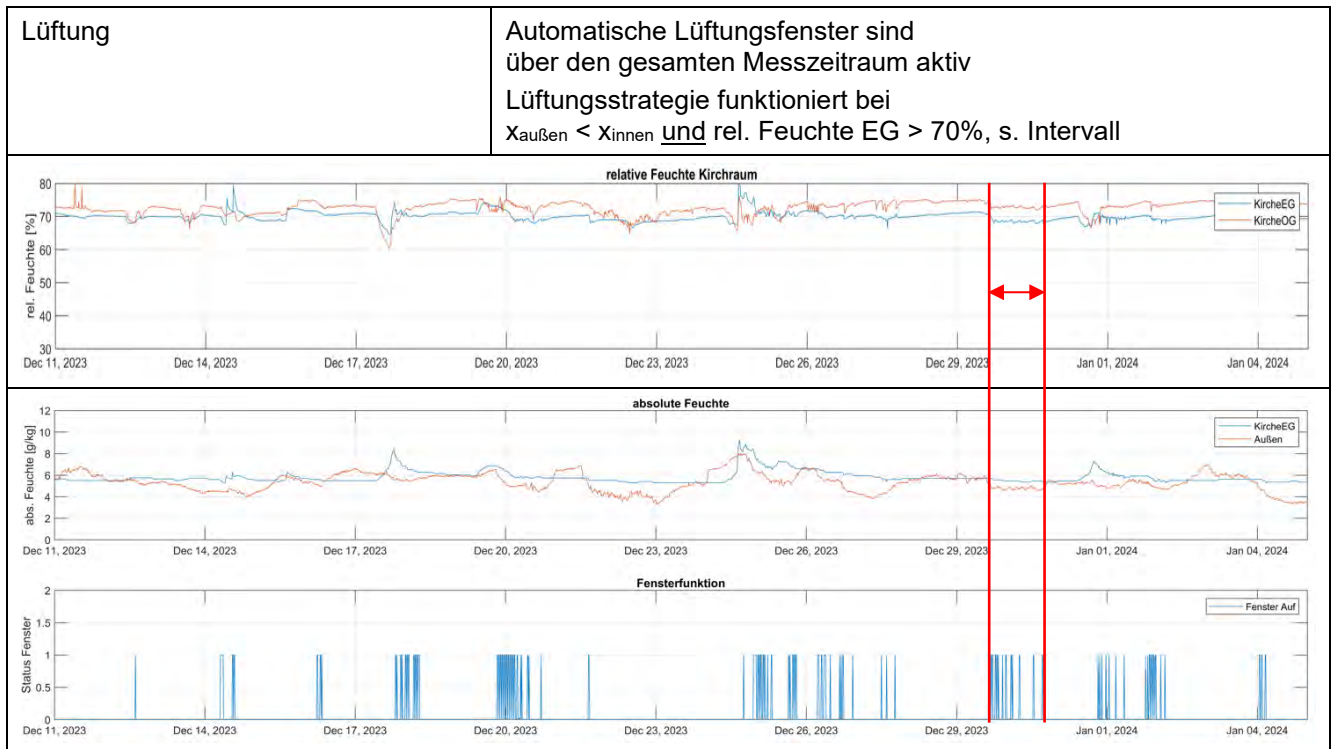 Lüftung
Automatische Lüftungsfenster sind
über den gesamten Messzeitraum aktiv
Lüftungsstrategie funktioniert bei
xaußen < xinnen und rel. Feuchte EG > 70%, s. Intervall
relative Feuchte Kirchraum
rel. Feuchte [%]
80
70
60
50
40
30
KircheEG
KircheOG
Dec 11, 2023 Dec 14, 2023 Dec 17, 2023 Dec 20, 2023 Dec 23, 2023 Dec 26, 2023 Dec 29, 2023 Jan 01, 2024 Jan 04, 2024
absolute Feuchte
abs. Feuchte [g/kg]
12
10
8
6
4
2
0
KircheEG
Außen
Dec 11, 2023 Dec 14, 2023 Dec 17, 2023 Dec 20, 2023 Dec 23, 2023 Dec 26, 2023 Dec 29, 2023 Jan 01, 2024 Jan 04, 2024
Fensterfunktion
Status Fenster
2
1.5
1
0.5
0
Fenster Auf
Dec 11, 2023 Dec 14, 2023 Dec 17, 2023 Dec 20, 2023 Dec 23, 2023 Dec 26, 2023 Dec 29, 2023 Jan 01, 2024 Jan 04, 2024